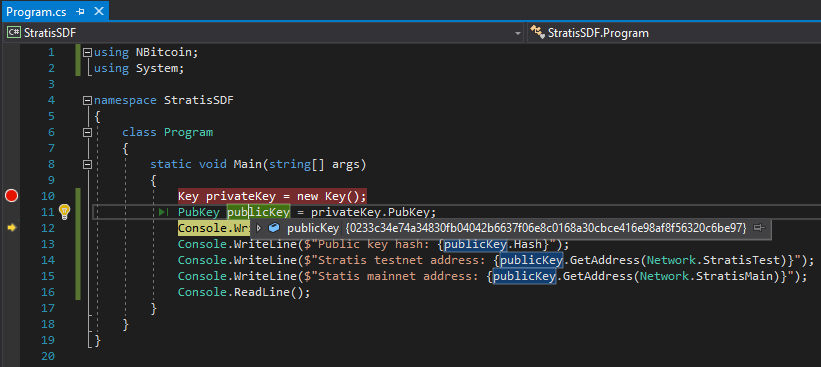 Program.cs
C# StratisSDF StratisSDF.Program
1 using NBitcoin;
2 using System;
3
4 namespace StratisSDF
5 {
6 class Program
7 {
8 static void Main(string[] args)
9 {
10 Key privateKey = new Key();
11 PubKey publicKey = privateKey.PubKey;
12 Console.Wri publicKey {0233c34e74a34830fb04042b6637f06e8c0168a30cbce416e98af8f56320c6be97}
13 Console.WriteLine($"Public key hash: {publicKey.Hash}");
14 Console.WriteLine($"Stratis testnet address: {publicKey.GetAddress(Network.StratisTest)}");
15 Console.WriteLine($"Statis mainnet address: {publicKey.GetAddress(Network.StratisMain)}");
16 Console.ReadLine();
17 }
18 }
19 }
20